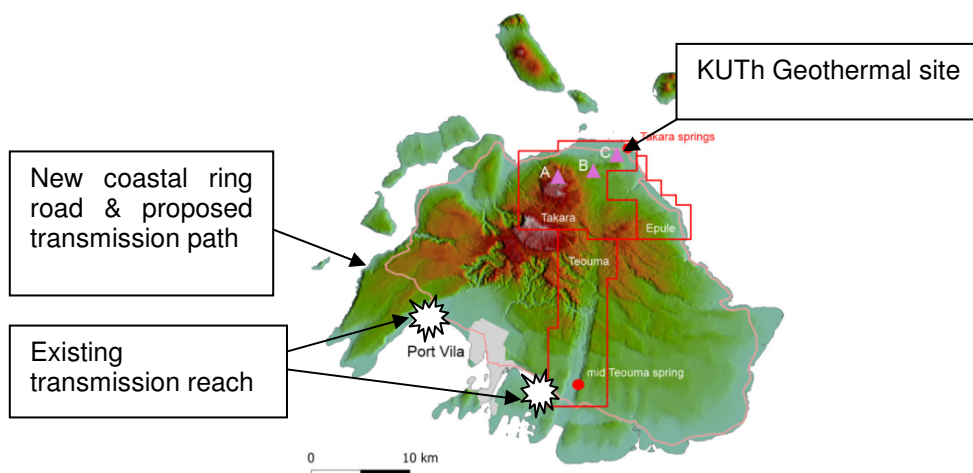 KUTh Geothermal site
Takara springs
C
B
A
New coastal ring
road & proposed
transmission path
Takara
Epule
Teouma
Existing
transmission reach
Port Vila
mid Teouma spring
0 10 km